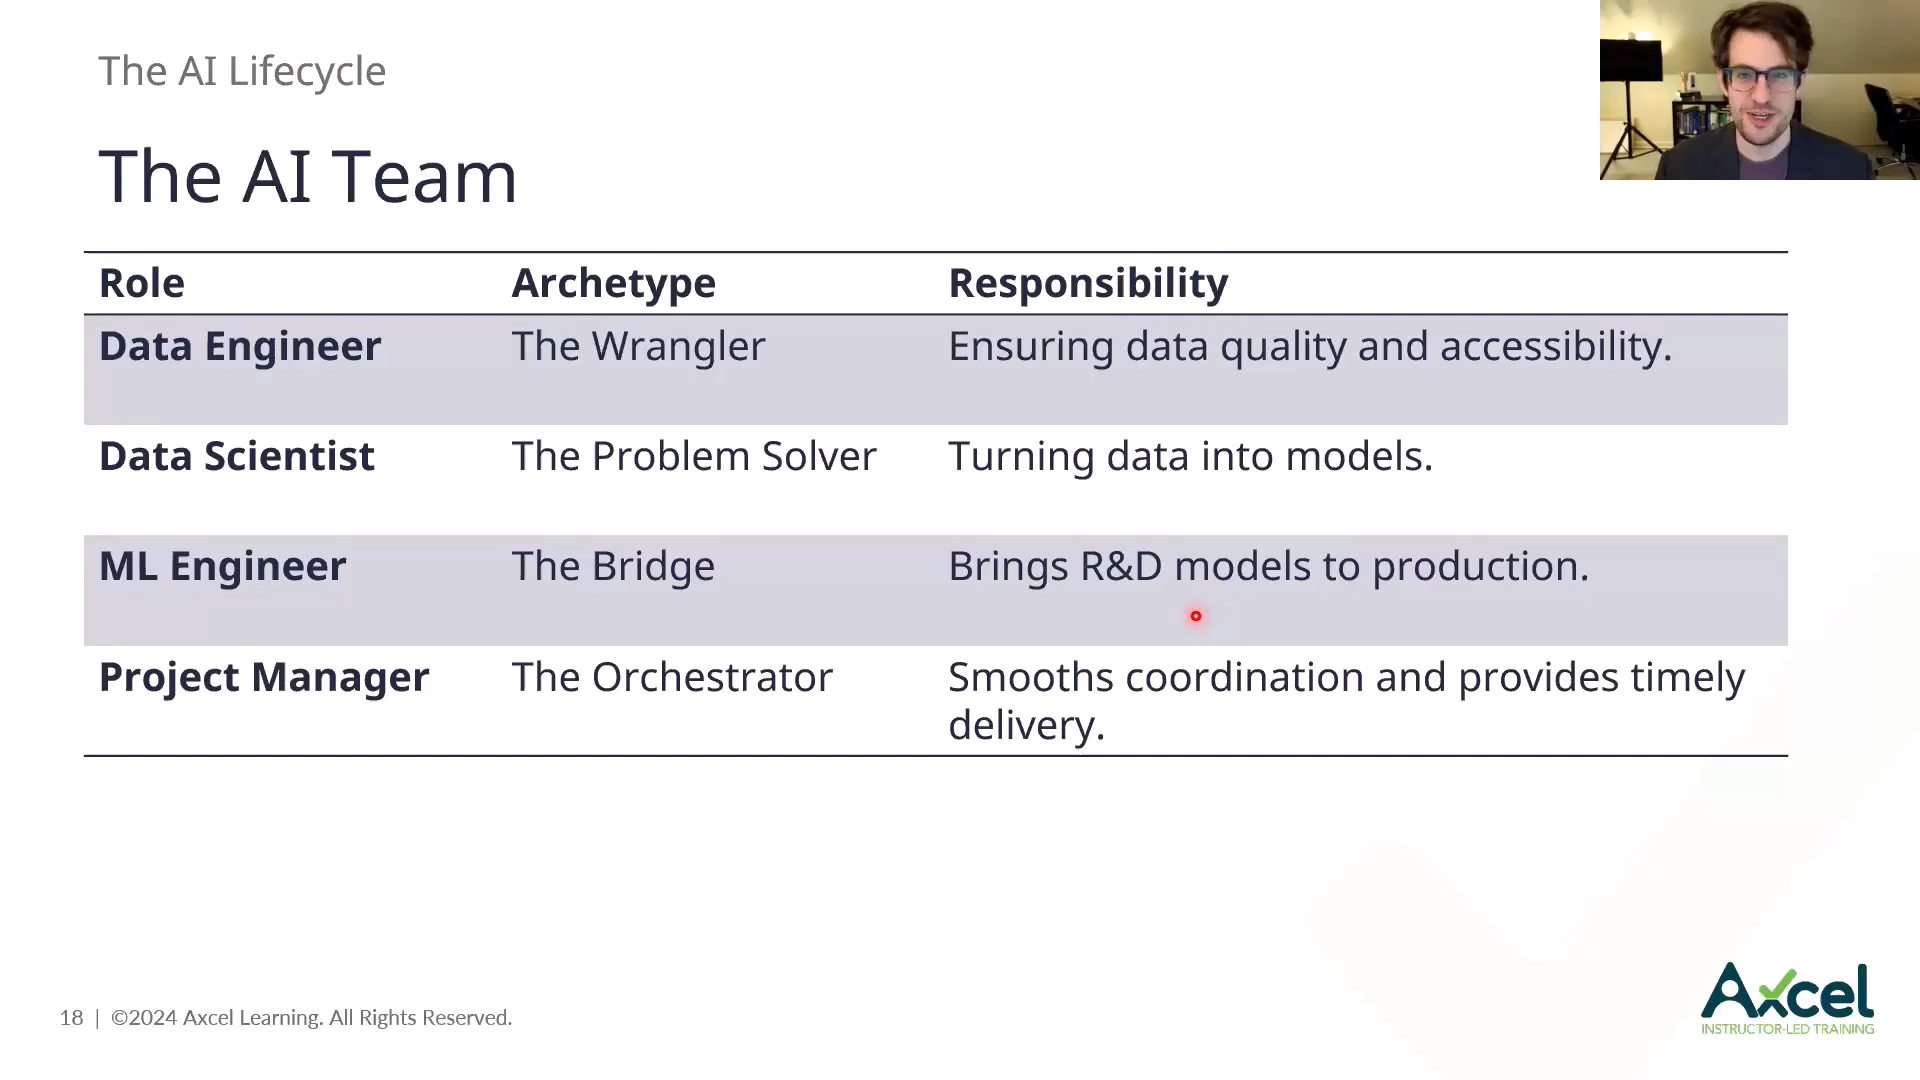 The AI Lifecycle
The AI Team
Role Archetype Responsibility
Data Engineer The Wrangler Ensuring data quality and accessibility.
Data Scientist The Problem Solver Turning data into models.
ML Engineer The Bridge Brings R&D models to production.
Project Manager The Orchestrator Smooths coordination and provides timely
delivery.
18 | ©2024 Axcel Learning. All Rights Reserved.
Axcel
INSTRUCTOR-LED TRAINING